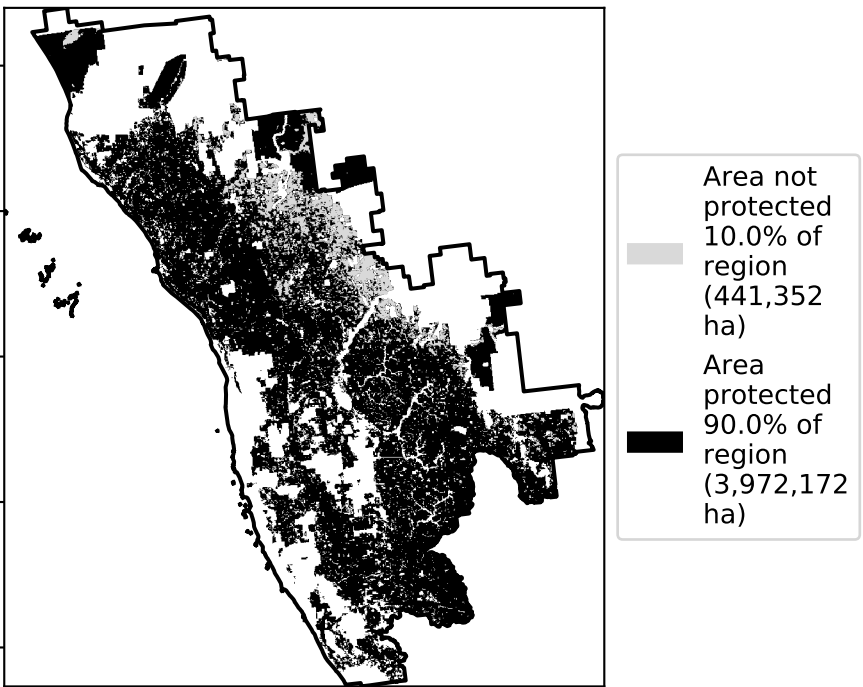 Area not
protected
10.0% of
region
(441,352
ha)
Area
protected
90.0% of
region
(3,972,172
ha)